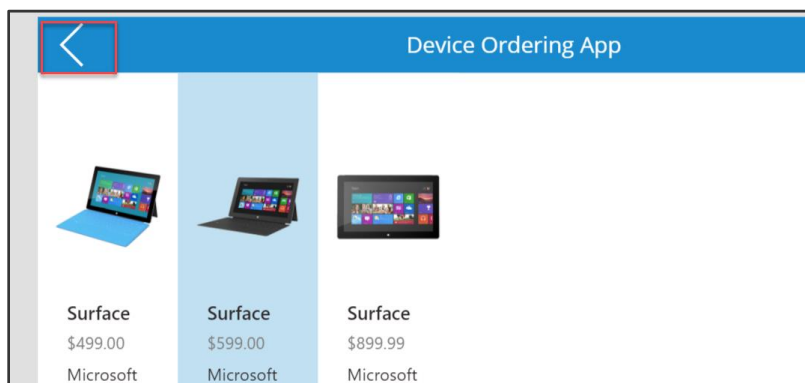 Device Ordering App
Surface Surface Surface
$499.00 $599.00 $899.99
Microsoft Microsoft Microsoft